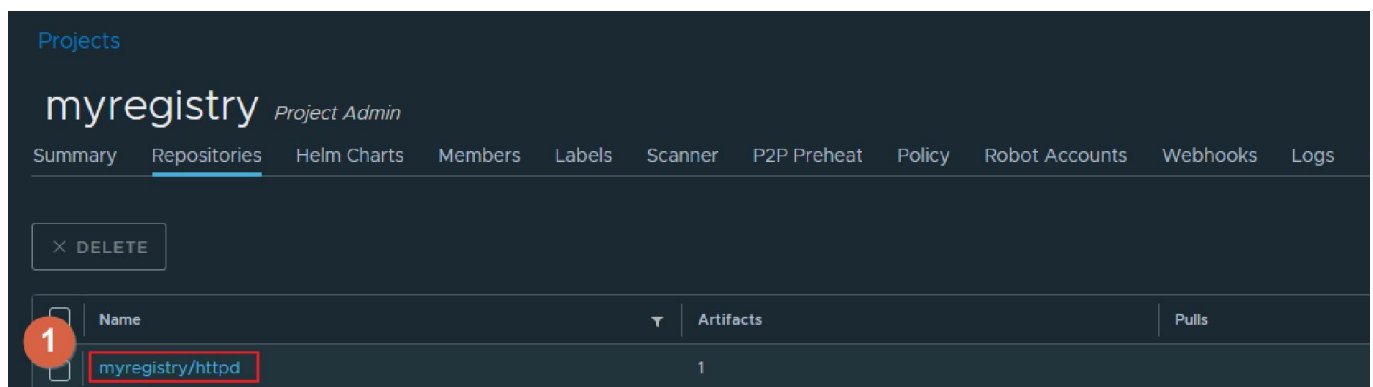 Projects
myregistry Project Admin
Summary Repositories Helm Charts Members Labels Scanner P2P Preheat Policy Robot Accounts Webhooks Logs
× DELETE
Name Artifacts Pulls
1
myregistry/httpd 1